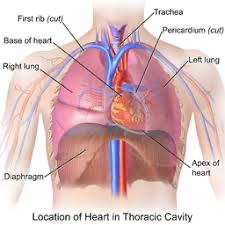 First rib (cut)
Trachea
Pericardium (cut)
Base of heart
Right lung
Left lung
Diaphragm
Apex of
heart
Location of Heart in Thoracic Cavity